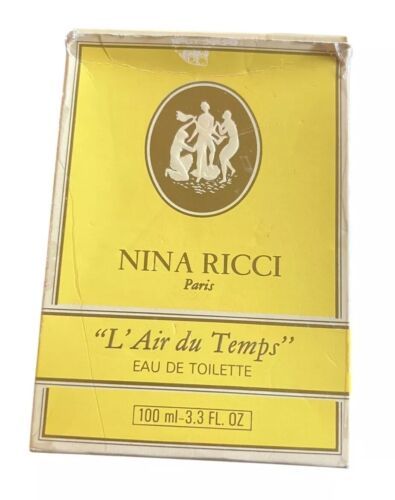 NINA RICCI
Paris
"L'Air du Temps"
EAU DE TOILETTE
100 ml-3.3 FL. OZ